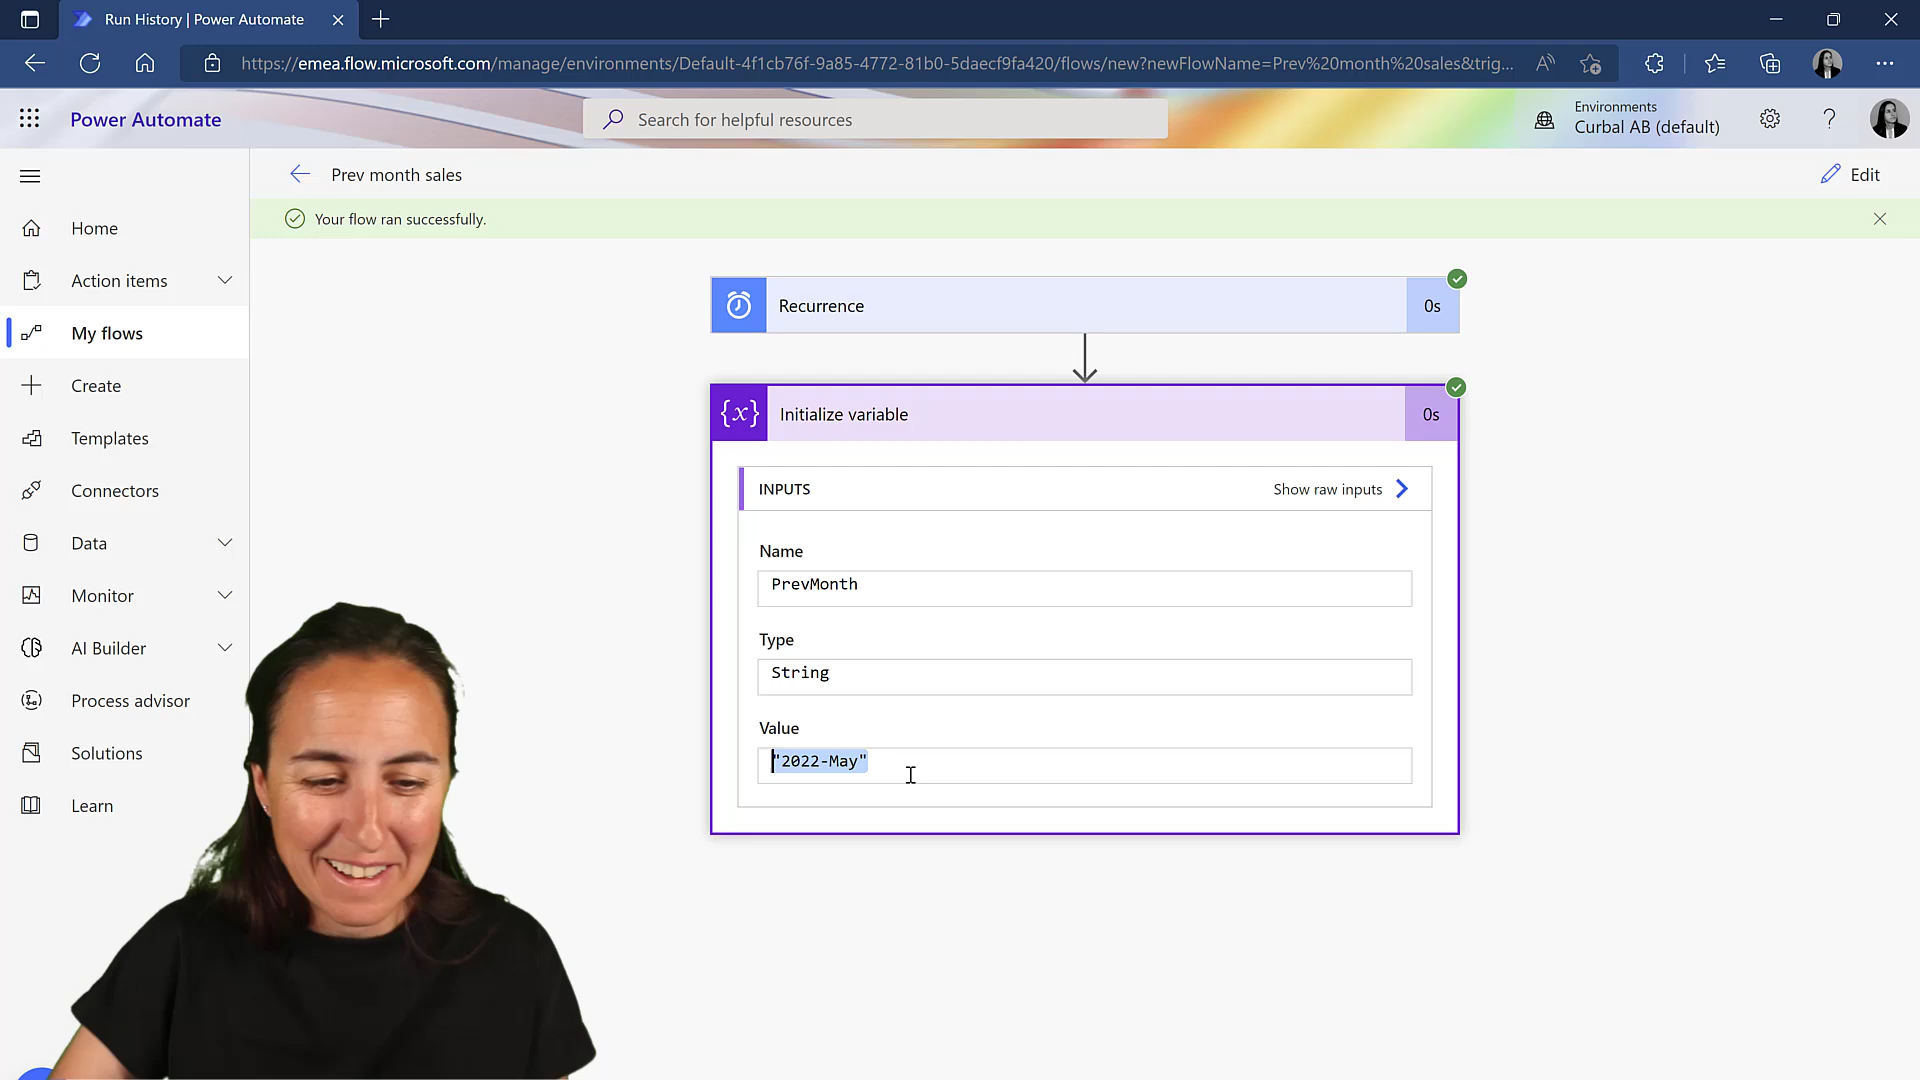 Run History | Power Automate
https://emea.flow.microsoft.com/manage/environments/Default-4f1cb76f-9a85-4772-81b0-5daecf9fa420/flows/new?newFlowName=Prev%20month%20sales&trig...
Power Automate
Search for helpful resources
Environments
Curbal AB (default)
Prev month sales
Edit
Your flow ran successfully.
Home
Action items
My flows
Create
Templates
Connectors
Data
Monitor
AI Builder
Process advisor
Solutions
Learn
Recurrence
0s
{x}
Initialize variable
0s
INPUTS
Show raw inputs
Name
PrevMonth
Type
String
Value
"2022-May"